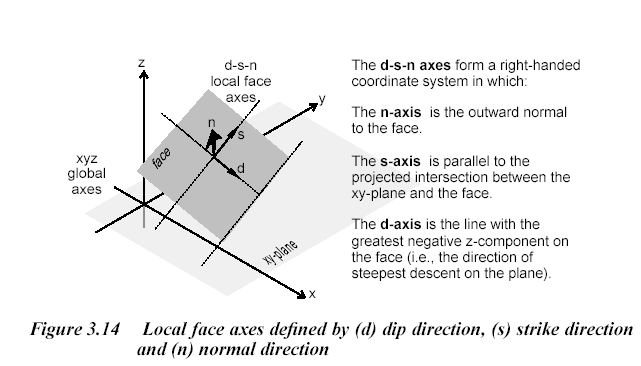 z
d-s-n
local face
axes
y
n
s
face
d
xyz
global
axes
xy-plane
x
The d-s-n axes form a right-handed
coordinate system in which:
The n-axis is the outward normal
to the face.
The s-axis is parallel to the
projected intersection between the
xy-plane and the face.
The d-axis is the line with the
greatest negative z-component on
the face (i.e., the direction of
steepest descent on the plane).
Figure 3.14 Local face axes defined by (d) dip direction, (s) strike direction
and (n) normal direction